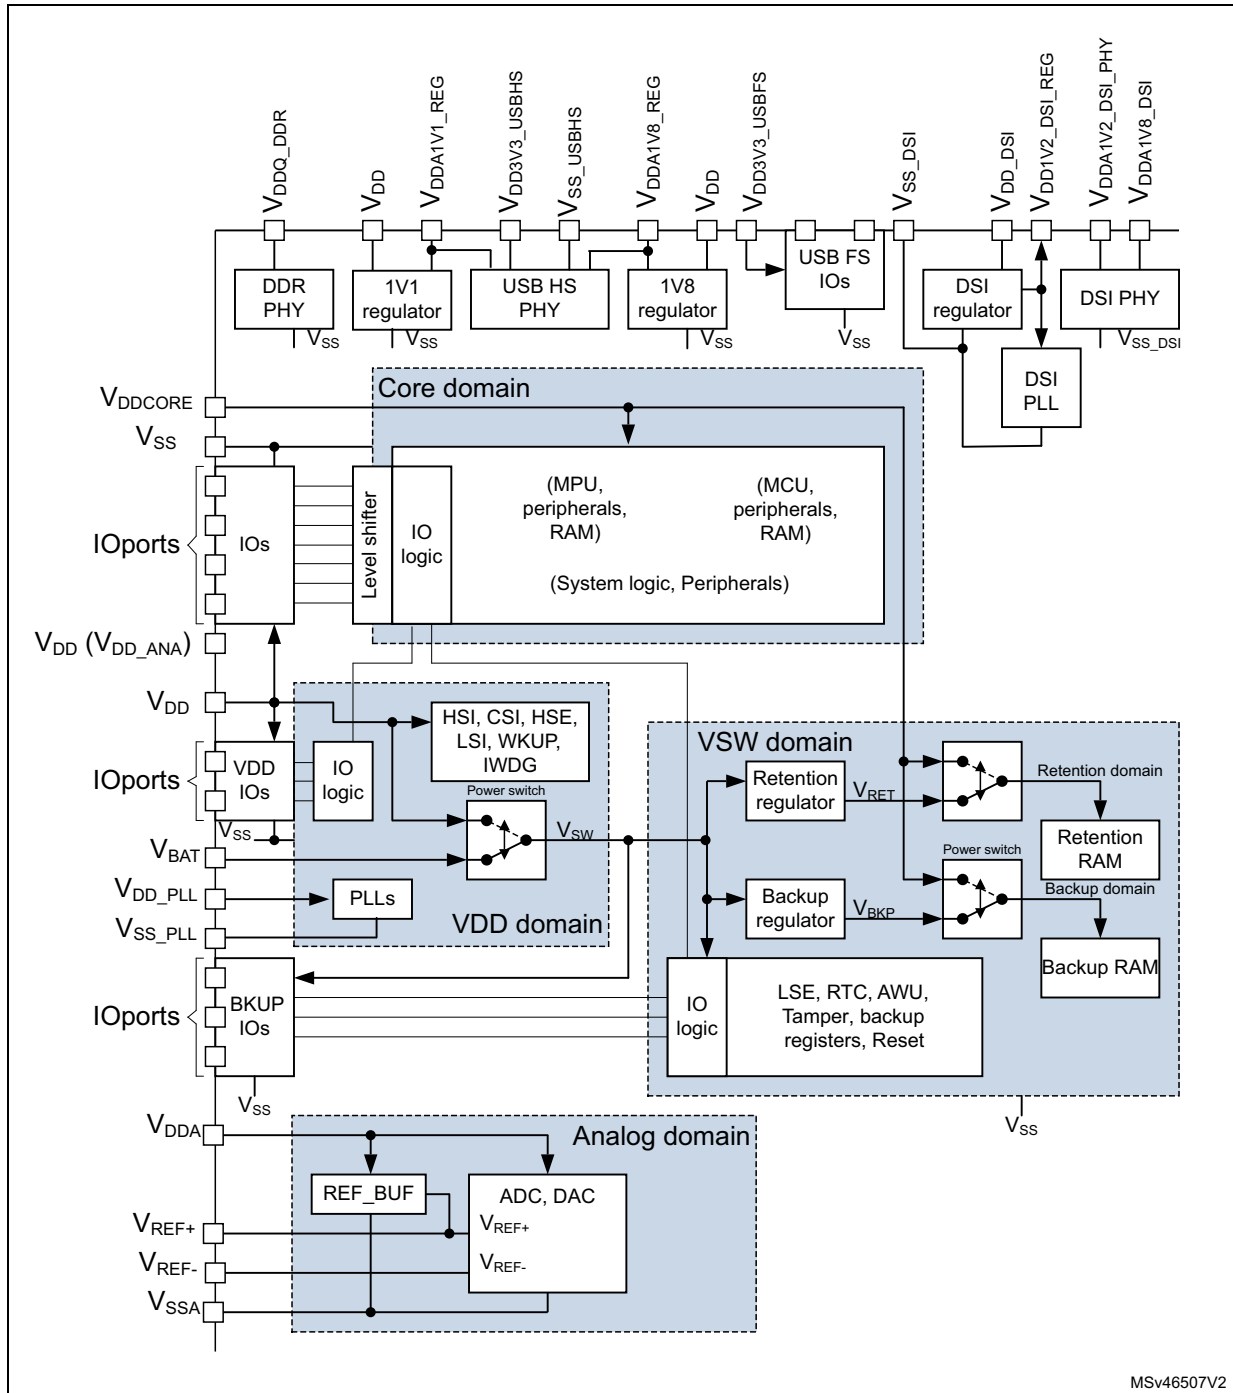 VDDQ_DDR
VDD
VDDA1V1_REG
VDD3V3_USBHS
VSS_USBHS
VDDA1V8_REG
VDD
VDD3V3_USBFS
VSS_DSI
VDD_DSI
VDD1V2_DSI_REG
VDDA1V2_DSI_PHY
VDDA1V8_DSI
DDR
PHY
1V1
regulator
USB HS
PHY
1V8
regulator
USB FS
IOs
DSI
regulator
DSI PHY
VSS
VSS
VSS
VSS
VSS_DSI
DSI
PLL
Core domain
VDDCORE
VSS
IOports
IOs
Level shifter
IO
logic
(MPU,
peripherals,
RAM)
(MCU,
peripherals,
RAM)
(System logic, Peripherals)
VDD (VDD_ANA)
VDD
IOports
VDD
IOs
IO
logic
HSI, CSI, HSE,
LSI, WKUP,
IWDG
Power switch
VSS
VBAT
VSW
VDD_PLL
PLLs
VSS_PLL
VDD domain
VSW domain
Retention
regulator
VRET
Retention domain
Retention
RAM
Power switch
Backup
regulator
VBKP
Backup domain
Backup RAM
IOports
BKUP
IOs
IO
logic
LSE, RTC, AWU,
Tamper, backup
registers, Reset
VSS
VSS
VDDA
Analog domain
REF_BUF
ADC, DAC
VREF+
VREF+
VREF-
VREF-
VSSA
MSv46507V2